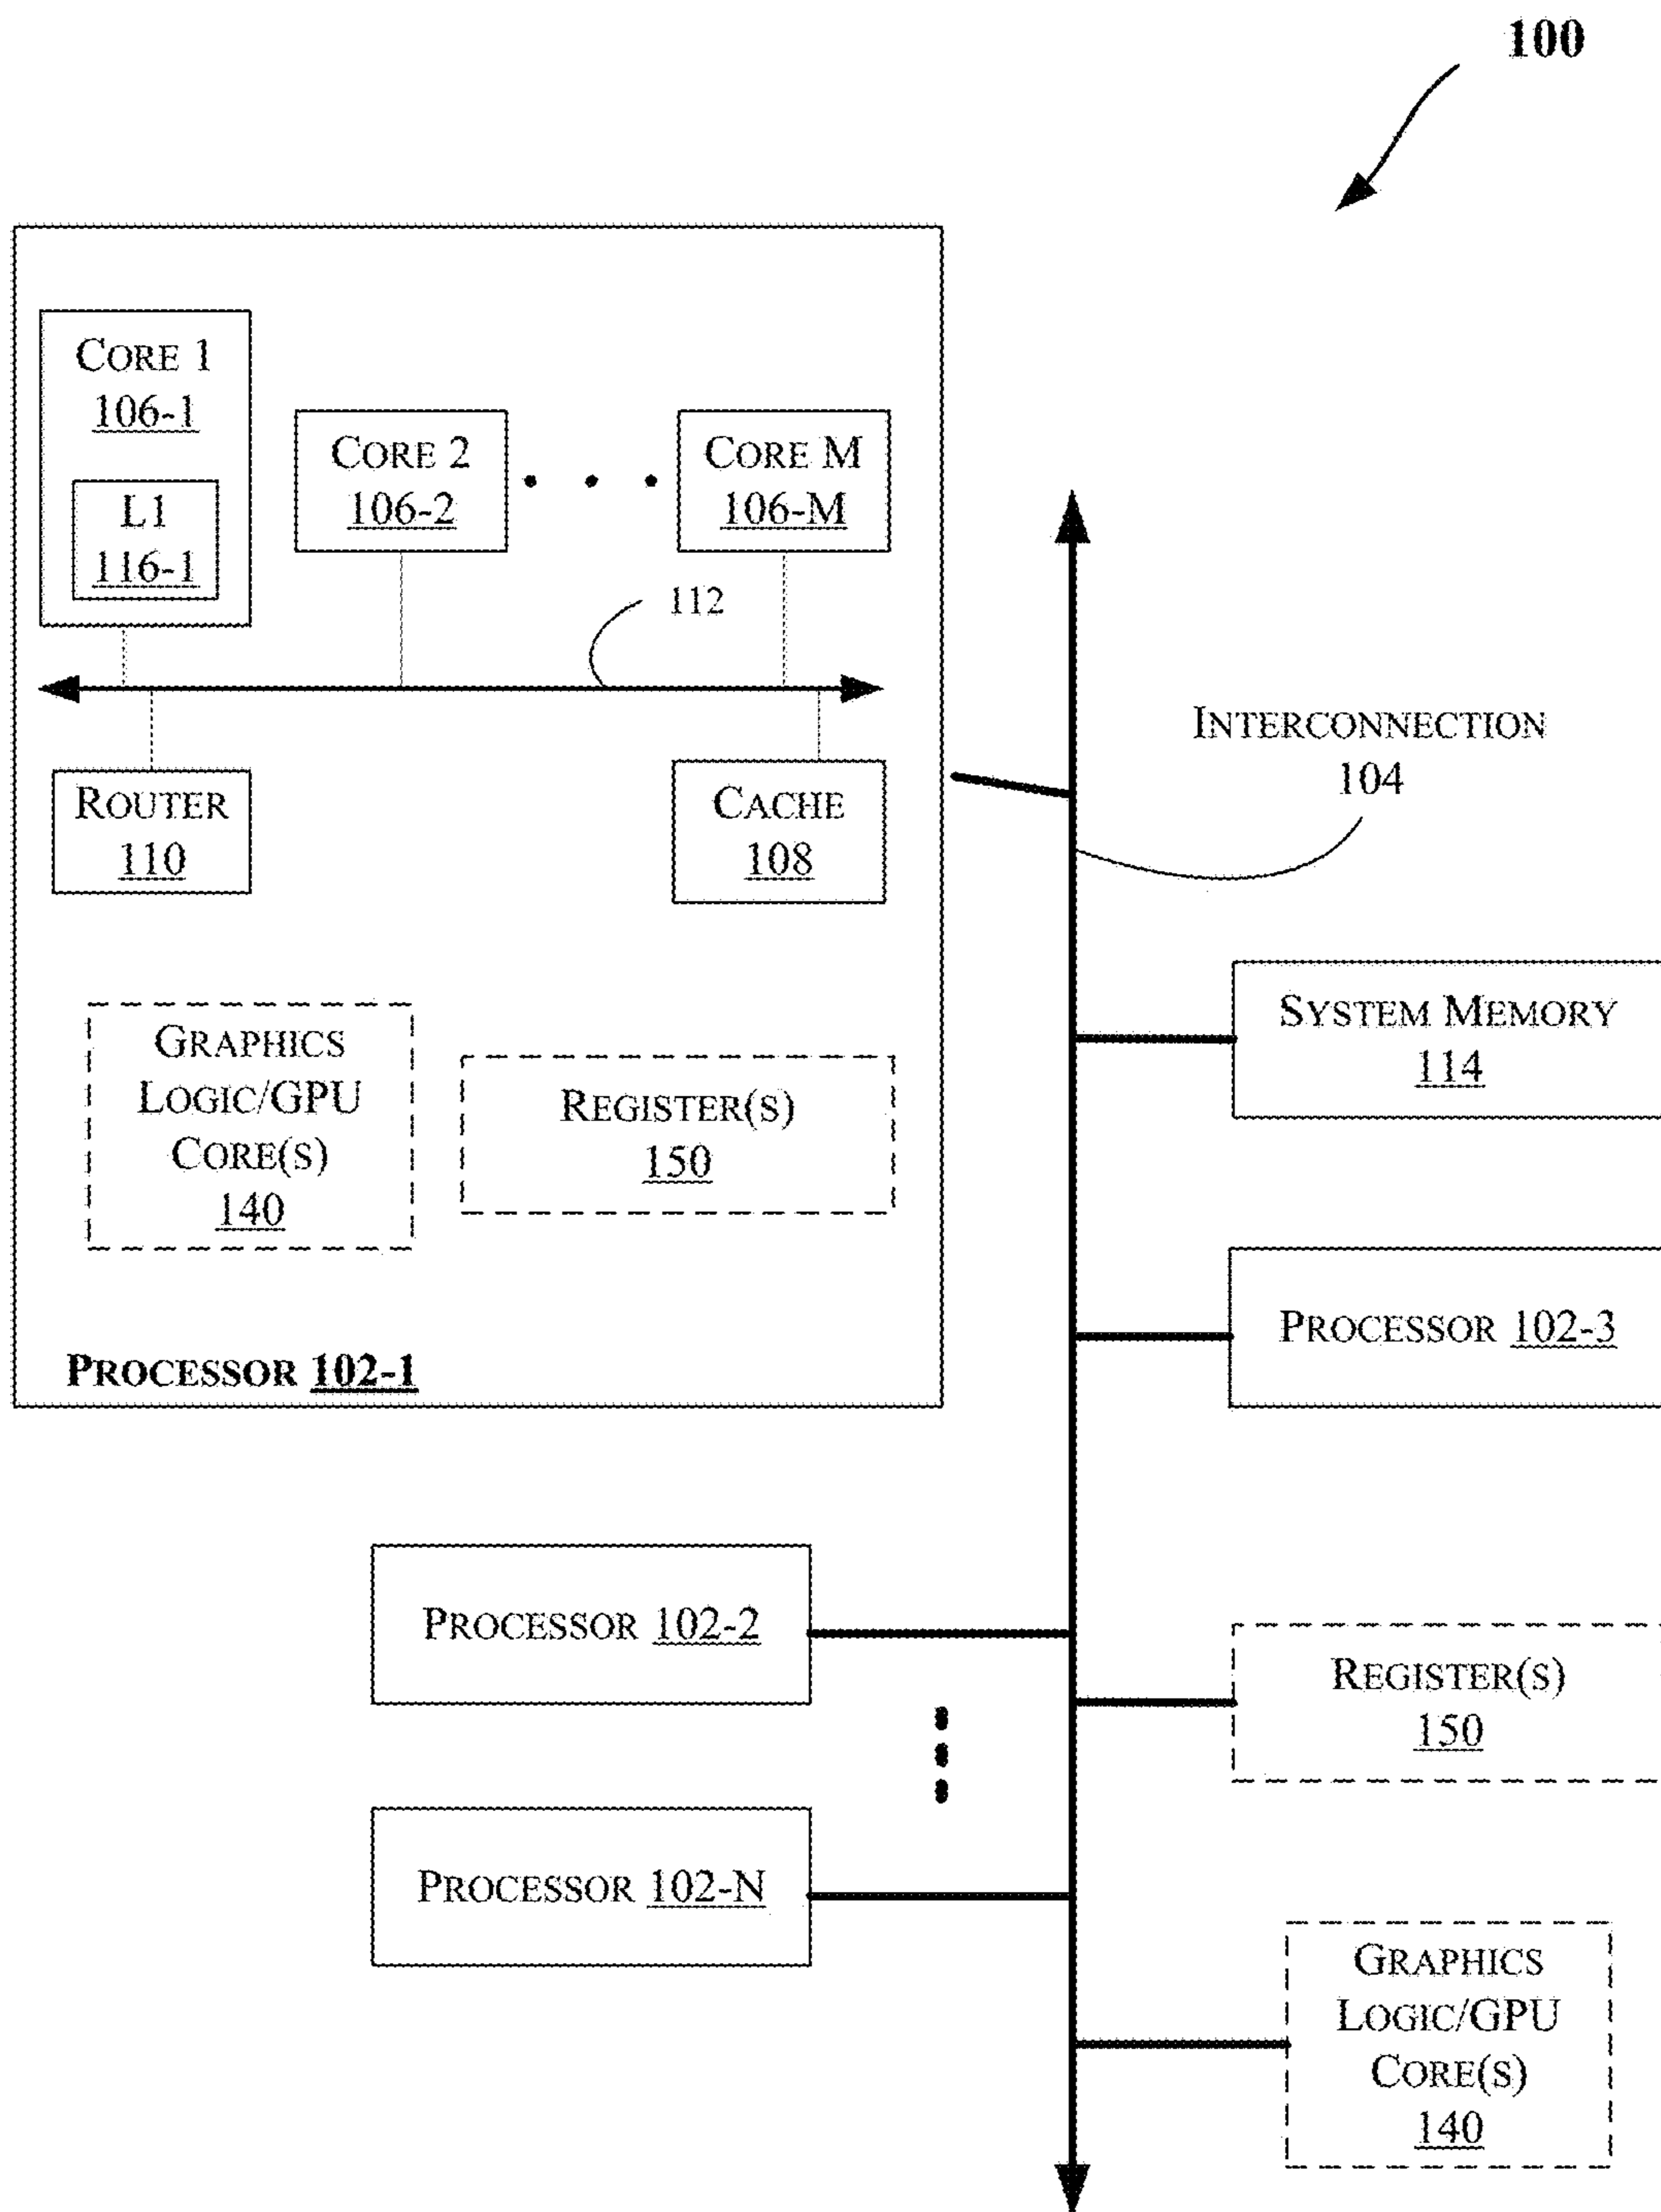 100
CORE 1
106-1
L1
116-1
CORE 2
106-2
CORE M
106-M
112
ROUTER
110
CACHE
108
GRAPHICS
LOGIC/GPU
CORE(S)
140
REGISTER(S)
150
PROCESSOR 102-1
INTERCONNECTION
104
SYSTEM MEMORY
114
PROCESSOR 102-3
PROCESSOR 102-2
REGISTER(S)
150
PROCESSOR 102-N
GRAPHICS
LOGIC/GPU
CORE(S)
140